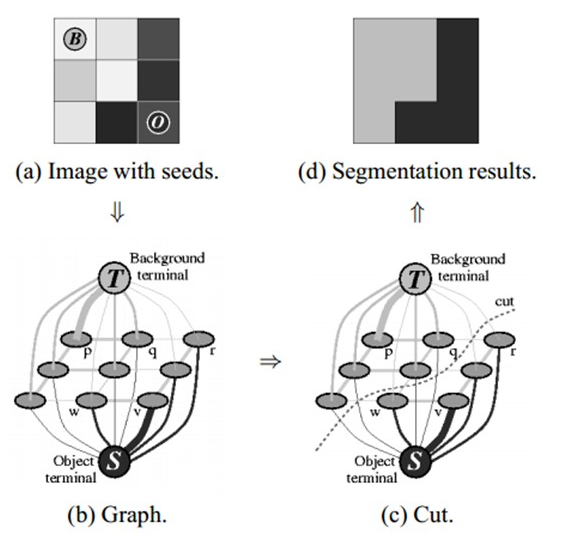 B
O
(a) Image with seeds.
(d) Segmentation results.
⇓
⇑
Background
terminal
T
p
q
r
w
v
Object
terminal
S
(b) Graph.
⇒
Background
terminal
T
cut
p
q
r
w
v
Object
terminal
S
(c) Cut.